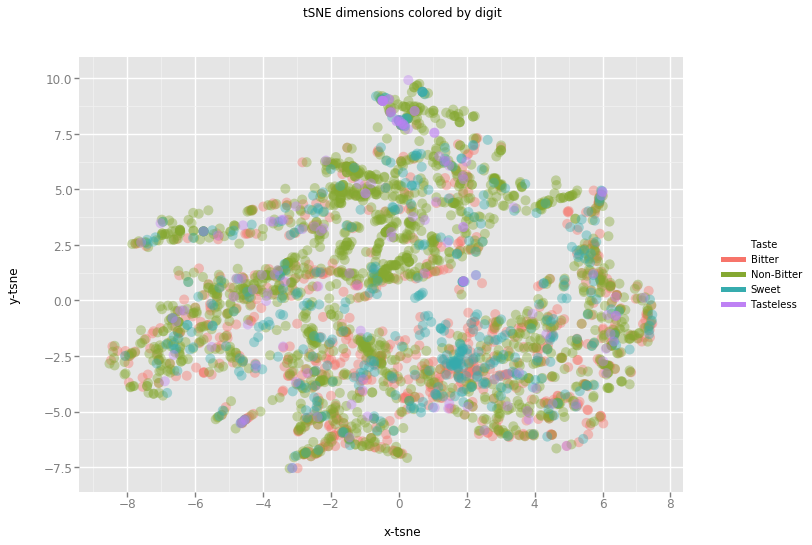 tSNE dimensions colored by digit
10.0
7.5
5.0
2.5
0.0
−2.5
−5.0
−7.5
y-tsne
−8 −6 −4 −2 0 2 4 6 8
x-tsne
Taste
Bitter
Non-Bitter
Sweet
Tasteless